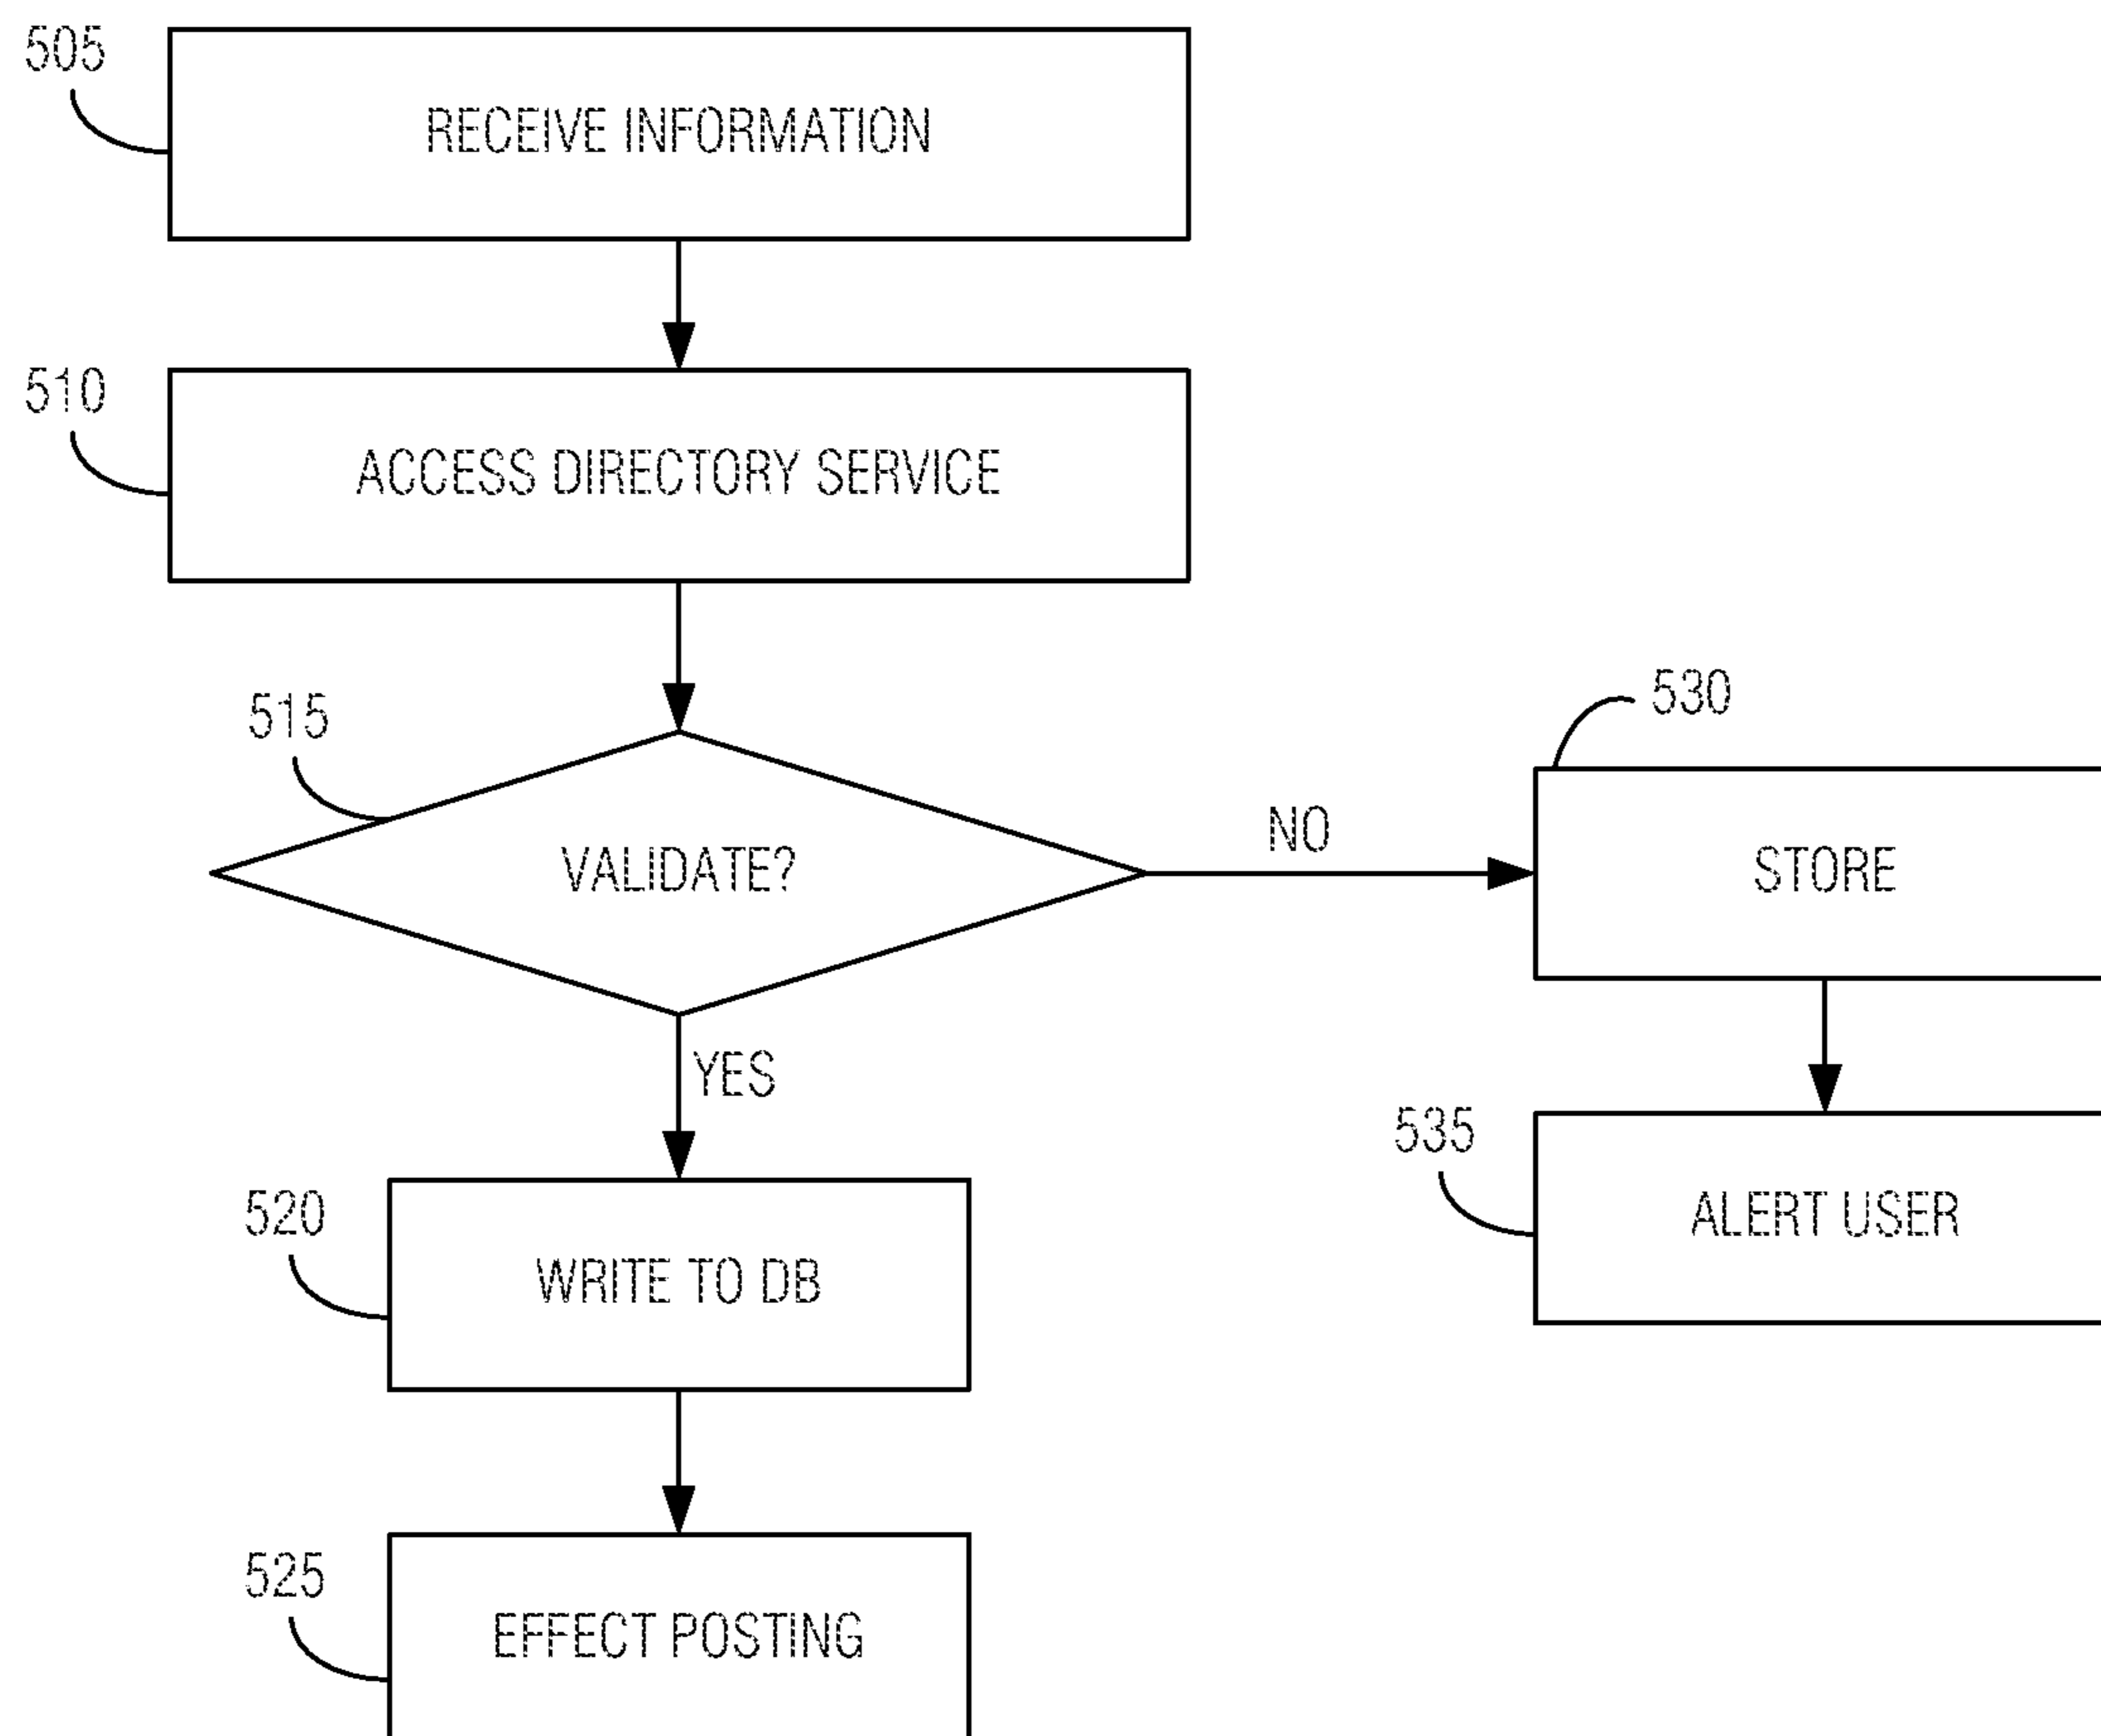 505
RECEIVE INFORMATION
510
ACCESS DIRECTORY SERVICE
515
VALIDATE?
NO
530
STORE
YES
535
ALERT USER
520
WRITE TO DB
525
EFFECT POSTING